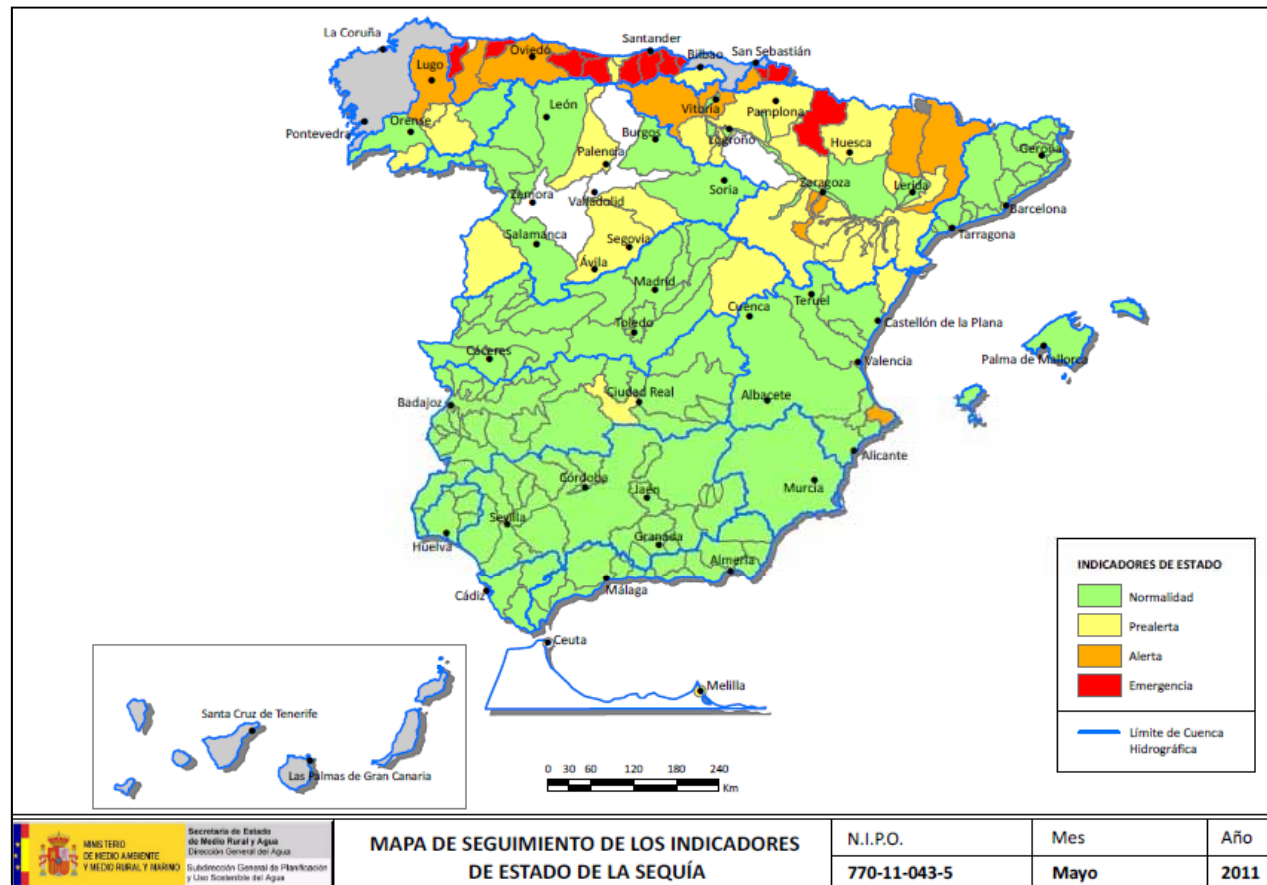 La Coruña
Lugo
Oviedo
Santander
Bilbao
San Sebastián
Pontevedra
Orense
León
Burgos
Vitoria
Pamplona
Logroño
Huesca
Palencia
Gerona
Zamora
Valladolid
Soria
Zaragoza
Lerida
Barcelona
Tarragona
Salamanca
Segovia
Ávila
Madrid
Teruel
Cuenca
Castellón de la Plana
Toledo
Cáceres
Valencia
Palma de Mallorca
Badajoz
Ciudad Real
Albacete
Alicante
Córdoba
Jaén
Murcia
Sevilla
Huelva
Granada
Almería
Cádiz
Málaga
Ceuta
Melilla
INDICADORES DE ESTADO
Normalidad
Prealerta
Alerta
Emergencia
Límite de Cuenca
Hidrográfica
Santa Cruz de Tenerife
Las Palmas de Gran Canaria
0 30 60 120 180 240
Km
MINISTERIO
DE MEDIO AMBIENTE
Y MEDIO RURAL Y MARINO
Secretaría de Estado
de Medio Rural y Agua
Dirección General del Agua
Subdirección General de Planificación
y Uso Sostenible del Agua
MAPA DE SEGUIMIENTO DE LOS INDICADORES
DE ESTADO DE LA SEQUÍA
N.I.P.O.
770-11-043-5
Mes
Mayo
Año
2011